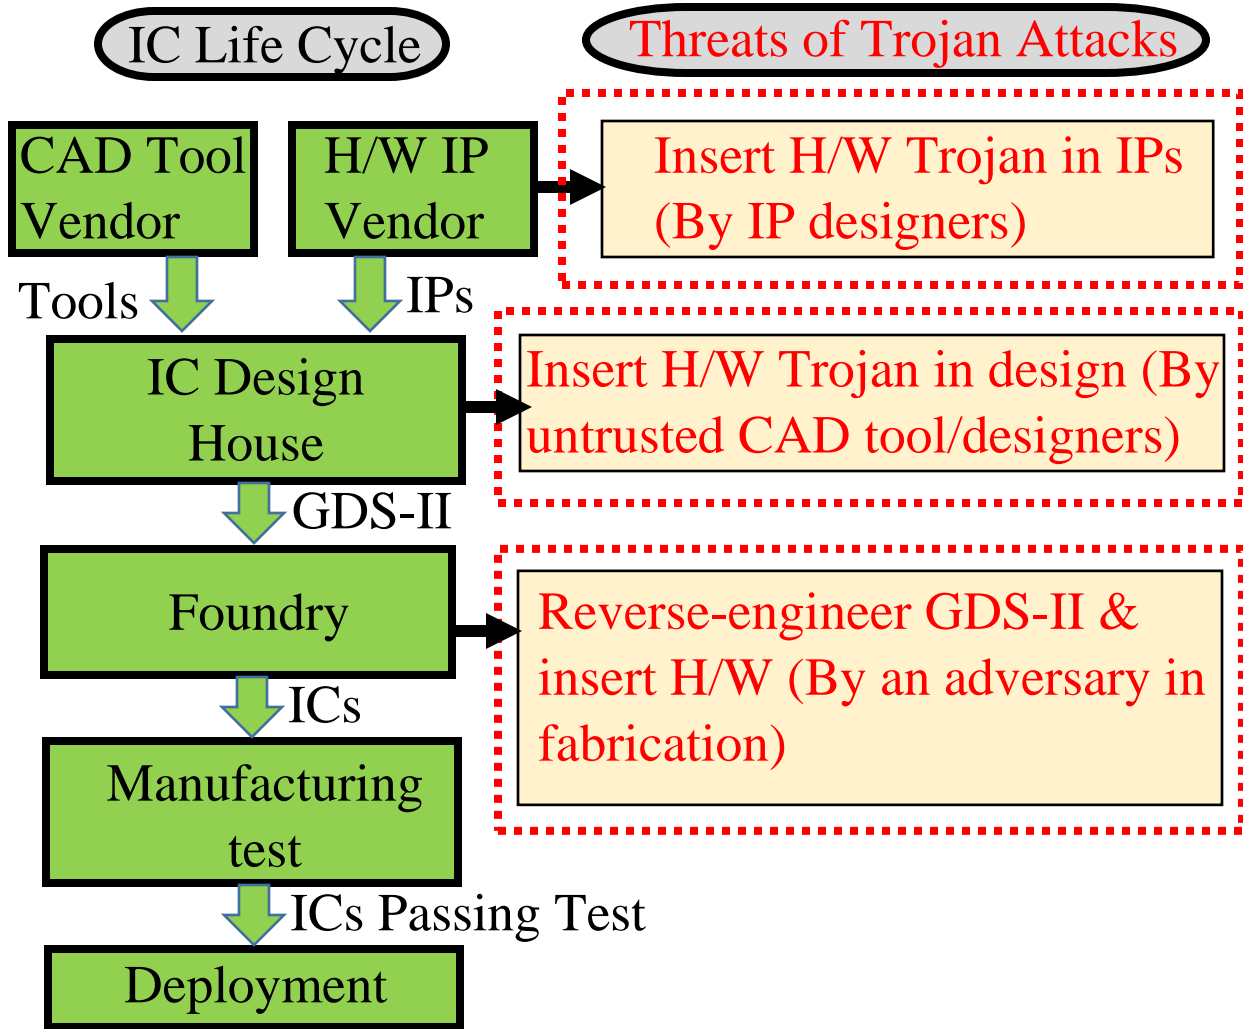 IC Life Cycle
Threats of Trojan Attacks
CAD Tool
Vendor
H/W IP
Vendor
Insert H/W Trojan in IPs
(By IP designers)
Tools
IPs
IC Design
House
Insert H/W Trojan in design (By
untrusted CAD tool/designers)
GDS-II
Foundry
Reverse-engineer GDS-II &
insert H/W (By an adversary in
fabrication)
ICs
Manufacturing
test
ICs Passing Test
Deployment